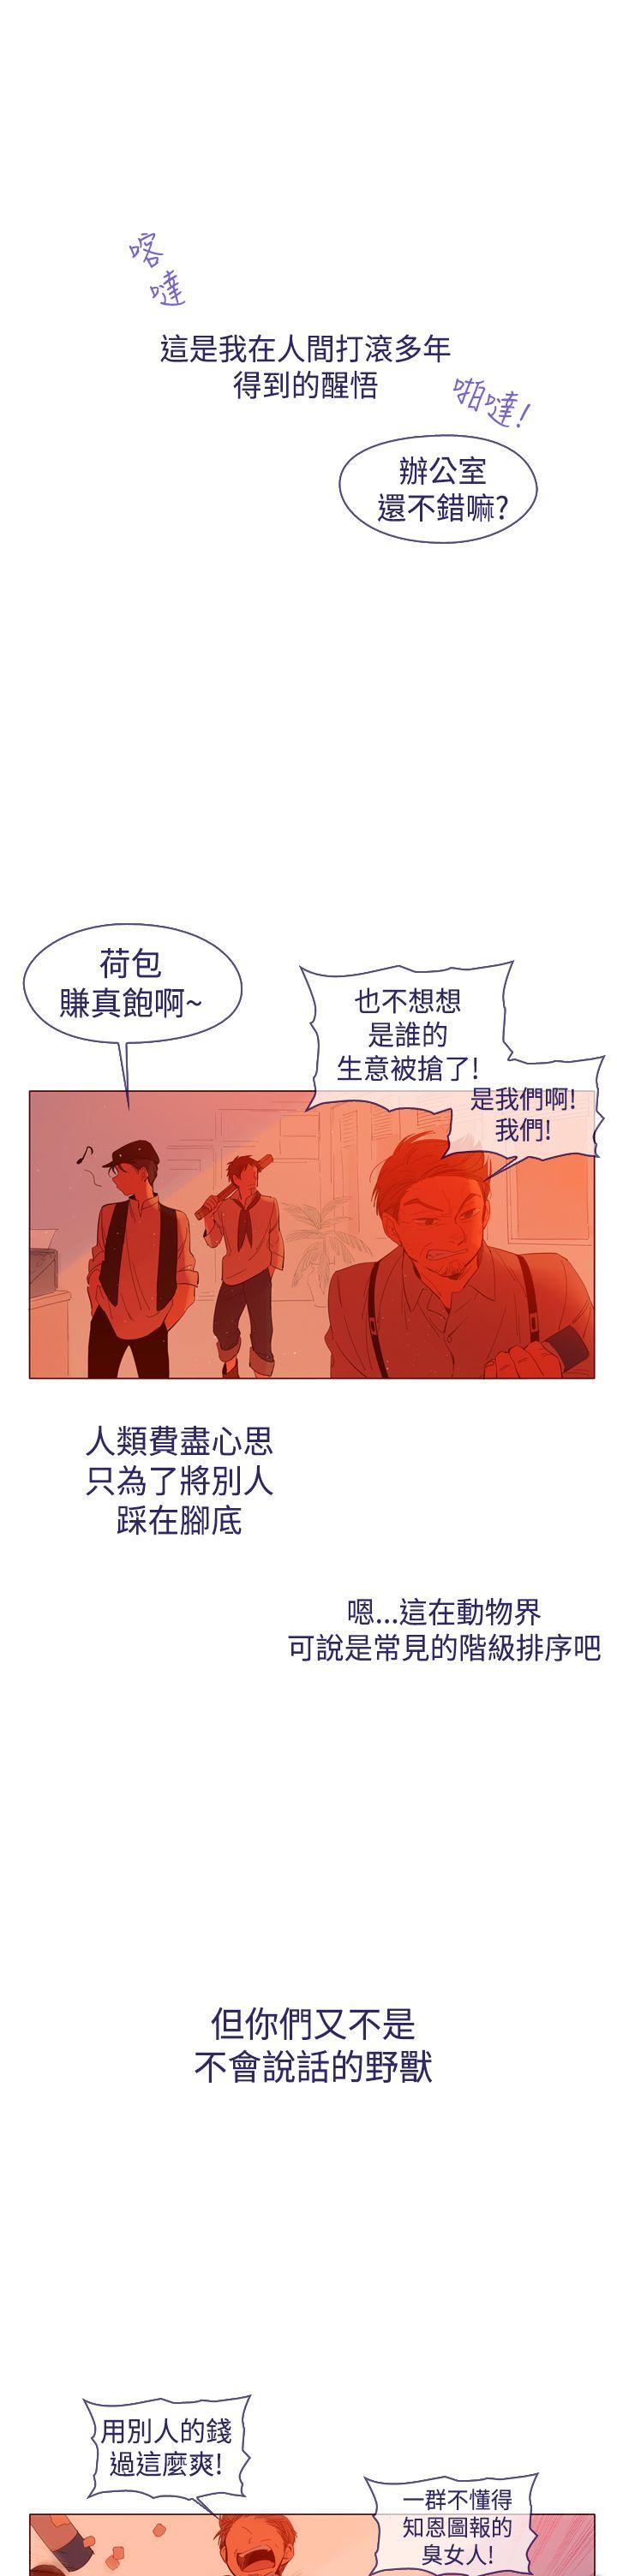 喀
噠
這是我在人間打滾多年
得到的醒悟
啪噠!
辦公室
還不錯嘛?
荷包
賺真飽啊~
也不想想
是誰的
生意被搶了!
是我們啊!
我們!
人類費盡心思
只為了將別人
踩在腳底
嗯...這在動物界
可說是常見的階級排序吧
但你們又不是
不會說話的野獸
用別人的錢
過這麼爽!
一群不懂得
知恩圖報的
臭女人!